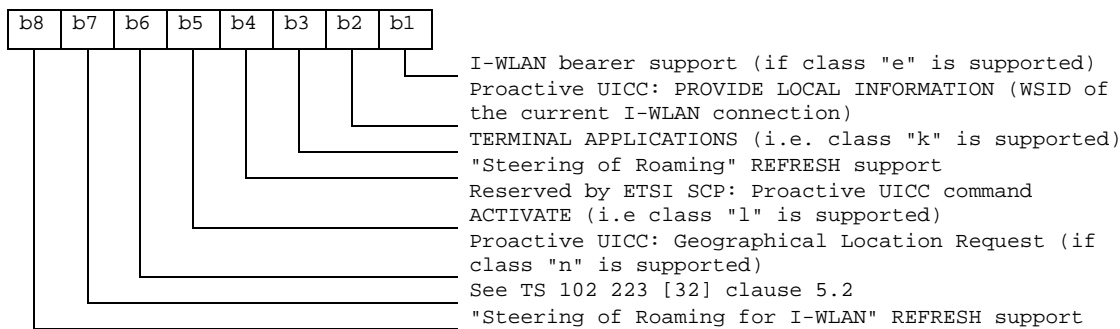 b8 b7 b6 b5 b4 b3 b2 b1
I-WLAN bearer support (if class "e" is supported)
Proactive UICC: PROVIDE LOCAL INFORMATION (WSID of
the current I-WLAN connection)
TERMINAL APPLICATIONS (i.e. class "k" is supported)
"Steering of Roaming" REFRESH support
Reserved by ETSI SCP: Proactive UICC command
ACTIVATE (i.e class "l" is supported)
Proactive UICC: Geographical Location Request (if
class "n" is supported)
See TS 102 223 [32] clause 5.2
"Steering of Roaming for I-WLAN" REFRESH support